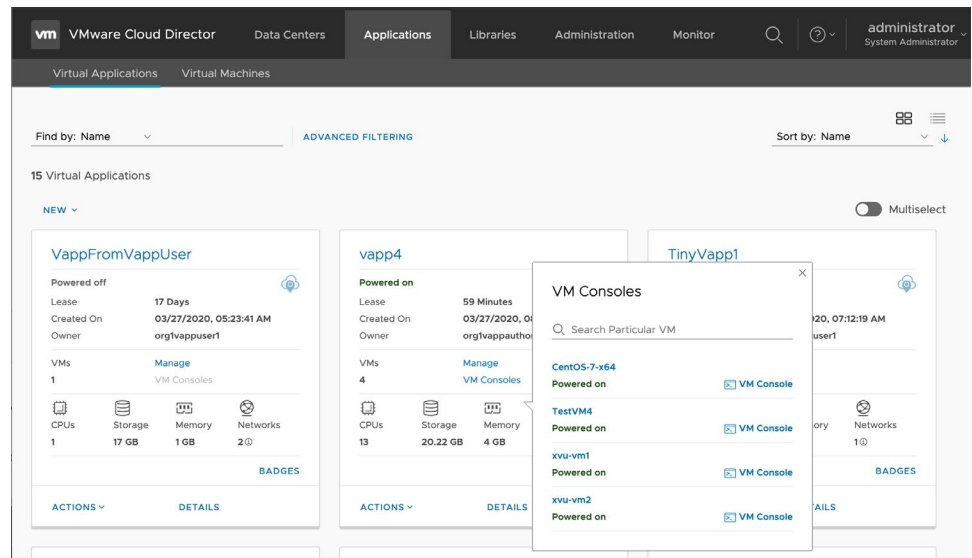 vm VMware Cloud Director Data Centers Applications Libraries Administration Monitor administrator
System Administrator
Virtual Applications Virtual Machines
Find by: Name ADVANCED FILTERING Sort by: Name
15 Virtual Applications
NEW Multiselect
VappFromVappUser
Powered off
Lease 17 Days
Created On 03/27/2020, 05:23:41 AM
Owner org1vappuser1
VMs Manage
1 VM Consoles
CPUs Storage Memory Networks
1 17 GB 1 GB 2
BADGES
ACTIONS DETAILS
vapp4
Powered on
Lease 59 Minutes
Created On 03/27/2020,
Owner
VMs Manage
4 VM Consoles
CPUs Storage Memory
13 20.22 GB 4 GB
ACTIONS DETAILS
VM Consoles
Search Particular VM
CentOS-7-x64
Powered on VM Console
TestVM4
Powered on VM Console
xvu-vm1
Powered on VM Console
xvu-vm2
Powered on VM Console
TinyVapp1
07:12:19 AM
Networks
1
BADGES